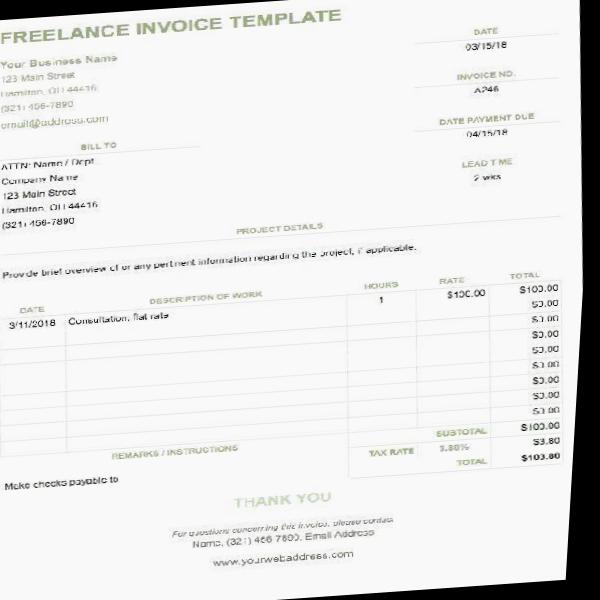 FREELANCE INVOICE TEMPLATE
Your Business Name
123 Main Street
Hamilton, OH 44416
(321) 456-7890
email@address.com
DATE
03/15/18
INVOICE NO.
A246
DATE PAYMENT DUE
04/15/18
LEAD TIME
2 wks
BILL TO
ATTN: Name / Dept
Company Name
123 Main Street
Hamilton, OH 44416
(321) 456-7890
PROJECT DETAILS
Provide brief overview of or any pertinent information regarding the project, if applicable.
DATE DESCRIPTION OF WORK HOURS RATE TOTAL
3/11/2018 Consultation, flat rate 1 $100.00 $100.00
$0.00
$0.00
$0.00
$0.00
$0.00
$0.00
$0.00
$0.00
SUBTOTAL $100.00
REMARKS / INSTRUCTIONS TAX RATE 3.80% $3.80
TOTAL $103.80
Make checks payable to
THANK YOU
For questions concerning this invoice, please contact
Name, (321) 456-7890, Email Address
www.yourwebaddress.com